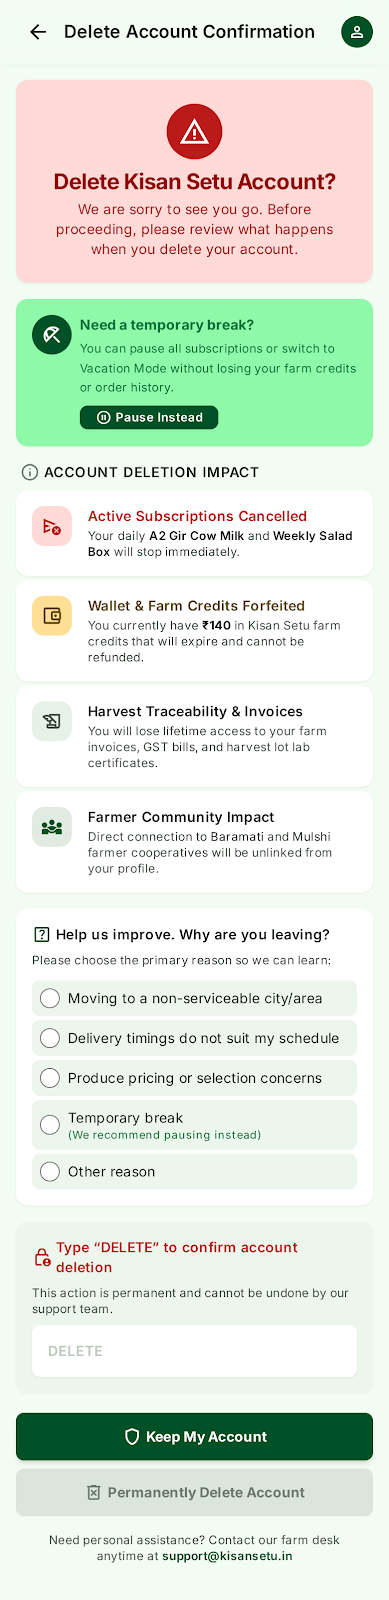 Delete Account Confirmation
Delete Kisan Setu Account?
We are sorry to see you go. Before
proceeding, please review what happens
when you delete your account.
Need a temporary break?
You can pause all subscriptions or switch to
Vacation Mode without losing your farm credits
or order history.
Pause Instead
ACCOUNT DELETION IMPACT
Active Subscriptions Cancelled
Your daily A2 Gir Cow Milk and Weekly Salad
Box will stop immediately.
Wallet & Farm Credits Forfeited
You currently have ₹140 in Kisan Setu farm
credits that will expire and cannot be
refunded.
Harvest Traceability & Invoices
You will lose lifetime access to your farm
invoices, GST bills, and harvest lot lab
certificates.
Farmer Community Impact
Direct connection to Baramati and Mulshi
farmer cooperatives will be unlinked from
your profile.
Help us improve. Why are you leaving?
Please choose the primary reason so we can learn:
Moving to a non-serviceable city/area
Delivery timings do not suit my schedule
Produce pricing or selection concerns
Temporary break
(We recommend pausing instead)
Other reason
Type “DELETE” to confirm account
deletion
This action is permanent and cannot be undone by our
support team.
DELETE
Keep My Account
Permanently Delete Account
Need personal assistance? Contact our farm desk
anytime at support@kisansetu.in